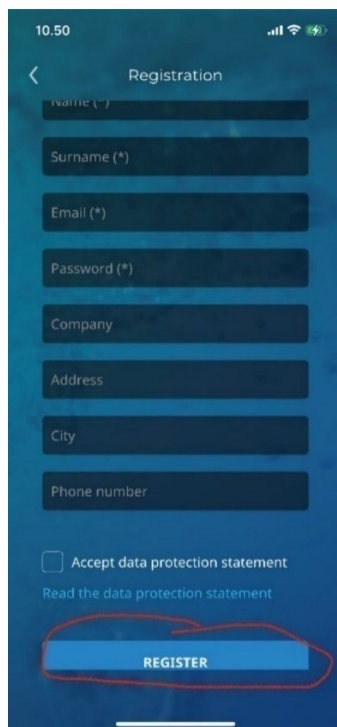 10.50
Registration
Name (*)
Surname (*)
Email (*)
Password (*)
Company
Address
City
Phone number
Accept data protection statement
Read the data protection statement
REGISTER